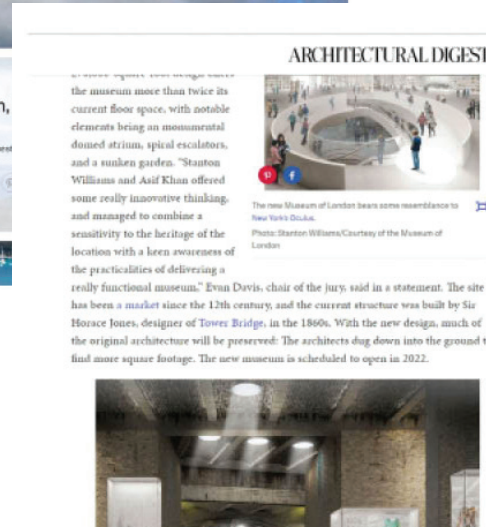 ARCHITECTURAL DIGEST
the museum more than twice its
current floor space, with notable
elements being an monumental
domed atrium, spiral escalators,
and a sunken garden. "Stanton
Williams and Asif Khan offered
some really innovative thinking,
and managed to combine a
sensitivity to the heritage of the
location with a keen awareness of
the practicalities of delivering a
The new Museum of London bears some resemblance to
New York's Oculus.
Photo: Stanton Williams/Courtesy of the Museum of
London
really functional museum," Evan Davis, chair of the jury, said in a statement. The site
has been a market since the 12th century, and the current structure was built by Sir
Horace Jones, designer of Tower Bridge, in the 1860s. With the new design, much of
the original architecture will be preserved: The architects dug down into the ground t
find more square footage. The new museum is scheduled to open in 2022.